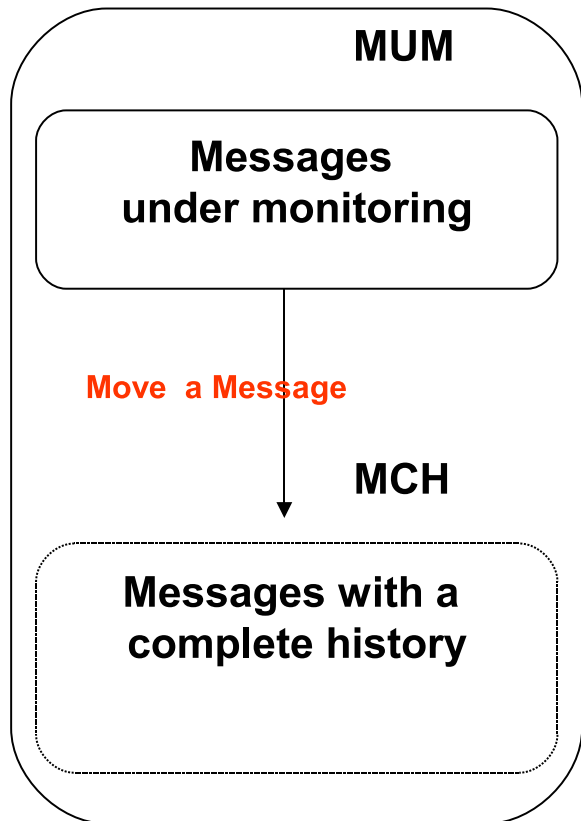 MUM
Messages
under monitoring
Move a Message
MCH
Messages with a
complete history